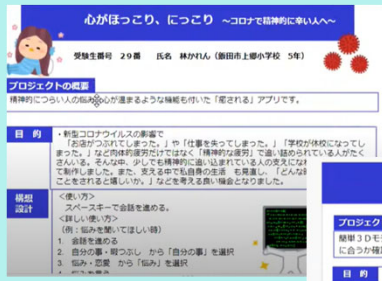 心がほっこり、にっこり ～コロナで精神的に辛い人へ～
受験生番号 29番 氏名 林かれん（飯田市上郷小学校 5年）
プロジェクトの概要
精神的につらい人の悩み 心が温まるような機能も付いた「癒される」アプリです。
目 的
・新型コロナウイルスの影響で
「お店がつぶれてしまった。」や「仕事を失ってしまった。」「学校が休校になってし
まった。」など肉体的疲労だけではなく「精神的な疲労」で追い詰められている人がたく
さんいる。そんな中、少しでも精神的に追い込まれている人の支えにな
て制作しました。また、支えする中で私自身の生活 も見直し、「どんな
ことをされると嬉しいか。」などを考える良い機会となりました。
構想
設計
<使い方>
スペースキーで会話を進める。
<詳しい使い方>
(例：悩みを聞いてほしい時)
1. 会話を進める
2. 自分の事・暇つぶし から「自分の事」を選択
3. 悩み・恋愛 から「悩み」を選択
プロジェク
簡単３Dモ
に合うか確
目 的